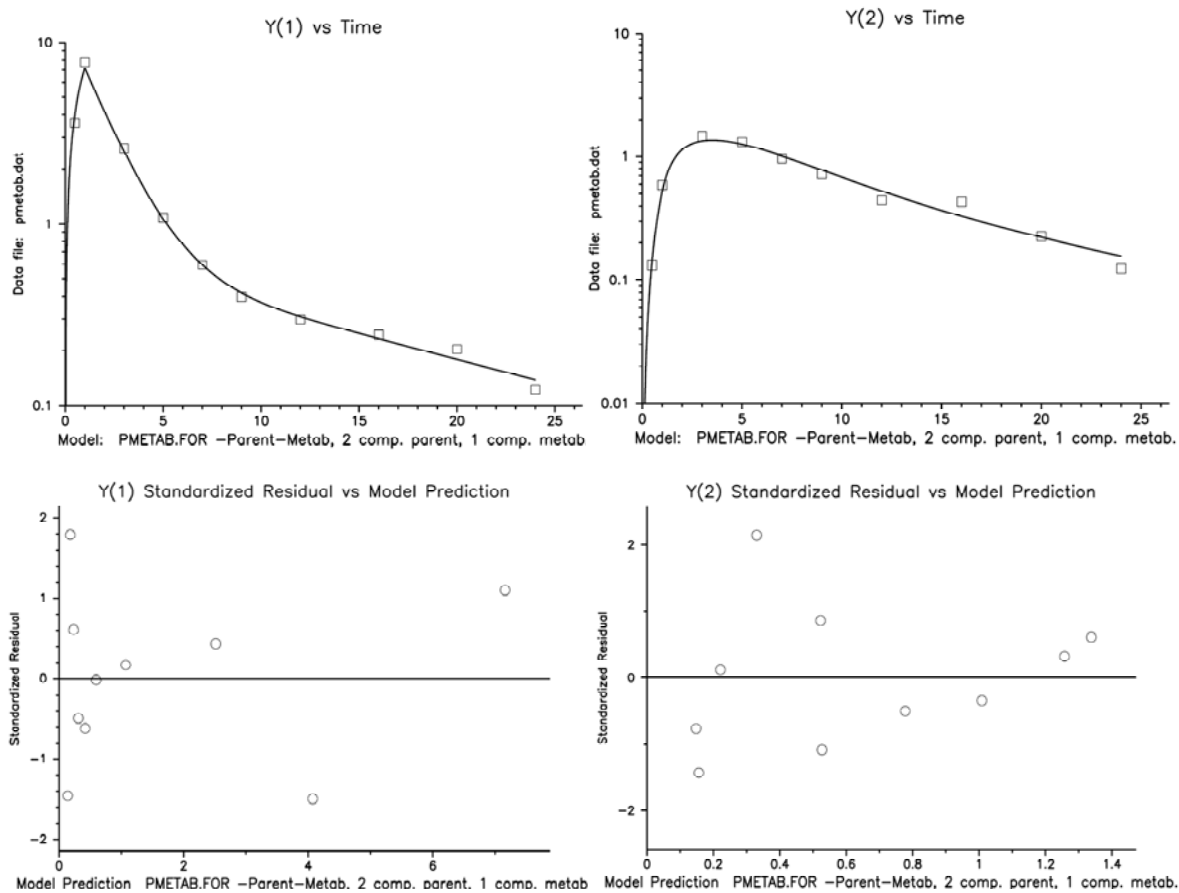 Y(1) vs Time
Data file: pmetab.dat
10
1
0.1
0 5 10 15 20 25
Model: PMETAB.FOR -Parent-Metab, 2 comp. parent, 1 comp. metab
Y(2) vs Time
Data file: pmetab.dat
10
1
0.1
0.01
0 5 10 15 20 25
Model: PMETAB.FOR -Parent-Metab, 2 comp. parent, 1 comp. metab.
Y(1) Standardized Residual vs Model Prediction
Standardized Residual
2
1
0
-1
-2
0 2 4 6
Model Prediction PMETAB.FOR -Parent-Metab, 2 comp. parent, 1 comp. metab
Y(2) Standardized Residual vs Model Prediction
Standardized Residual
2
0
-2
0 0.2 0.4 0.6 0.8 1 1.2 1.4
Model Prediction PMETAB.FOR -Parent-Metab, 2 comp. parent, 1 comp. metab.